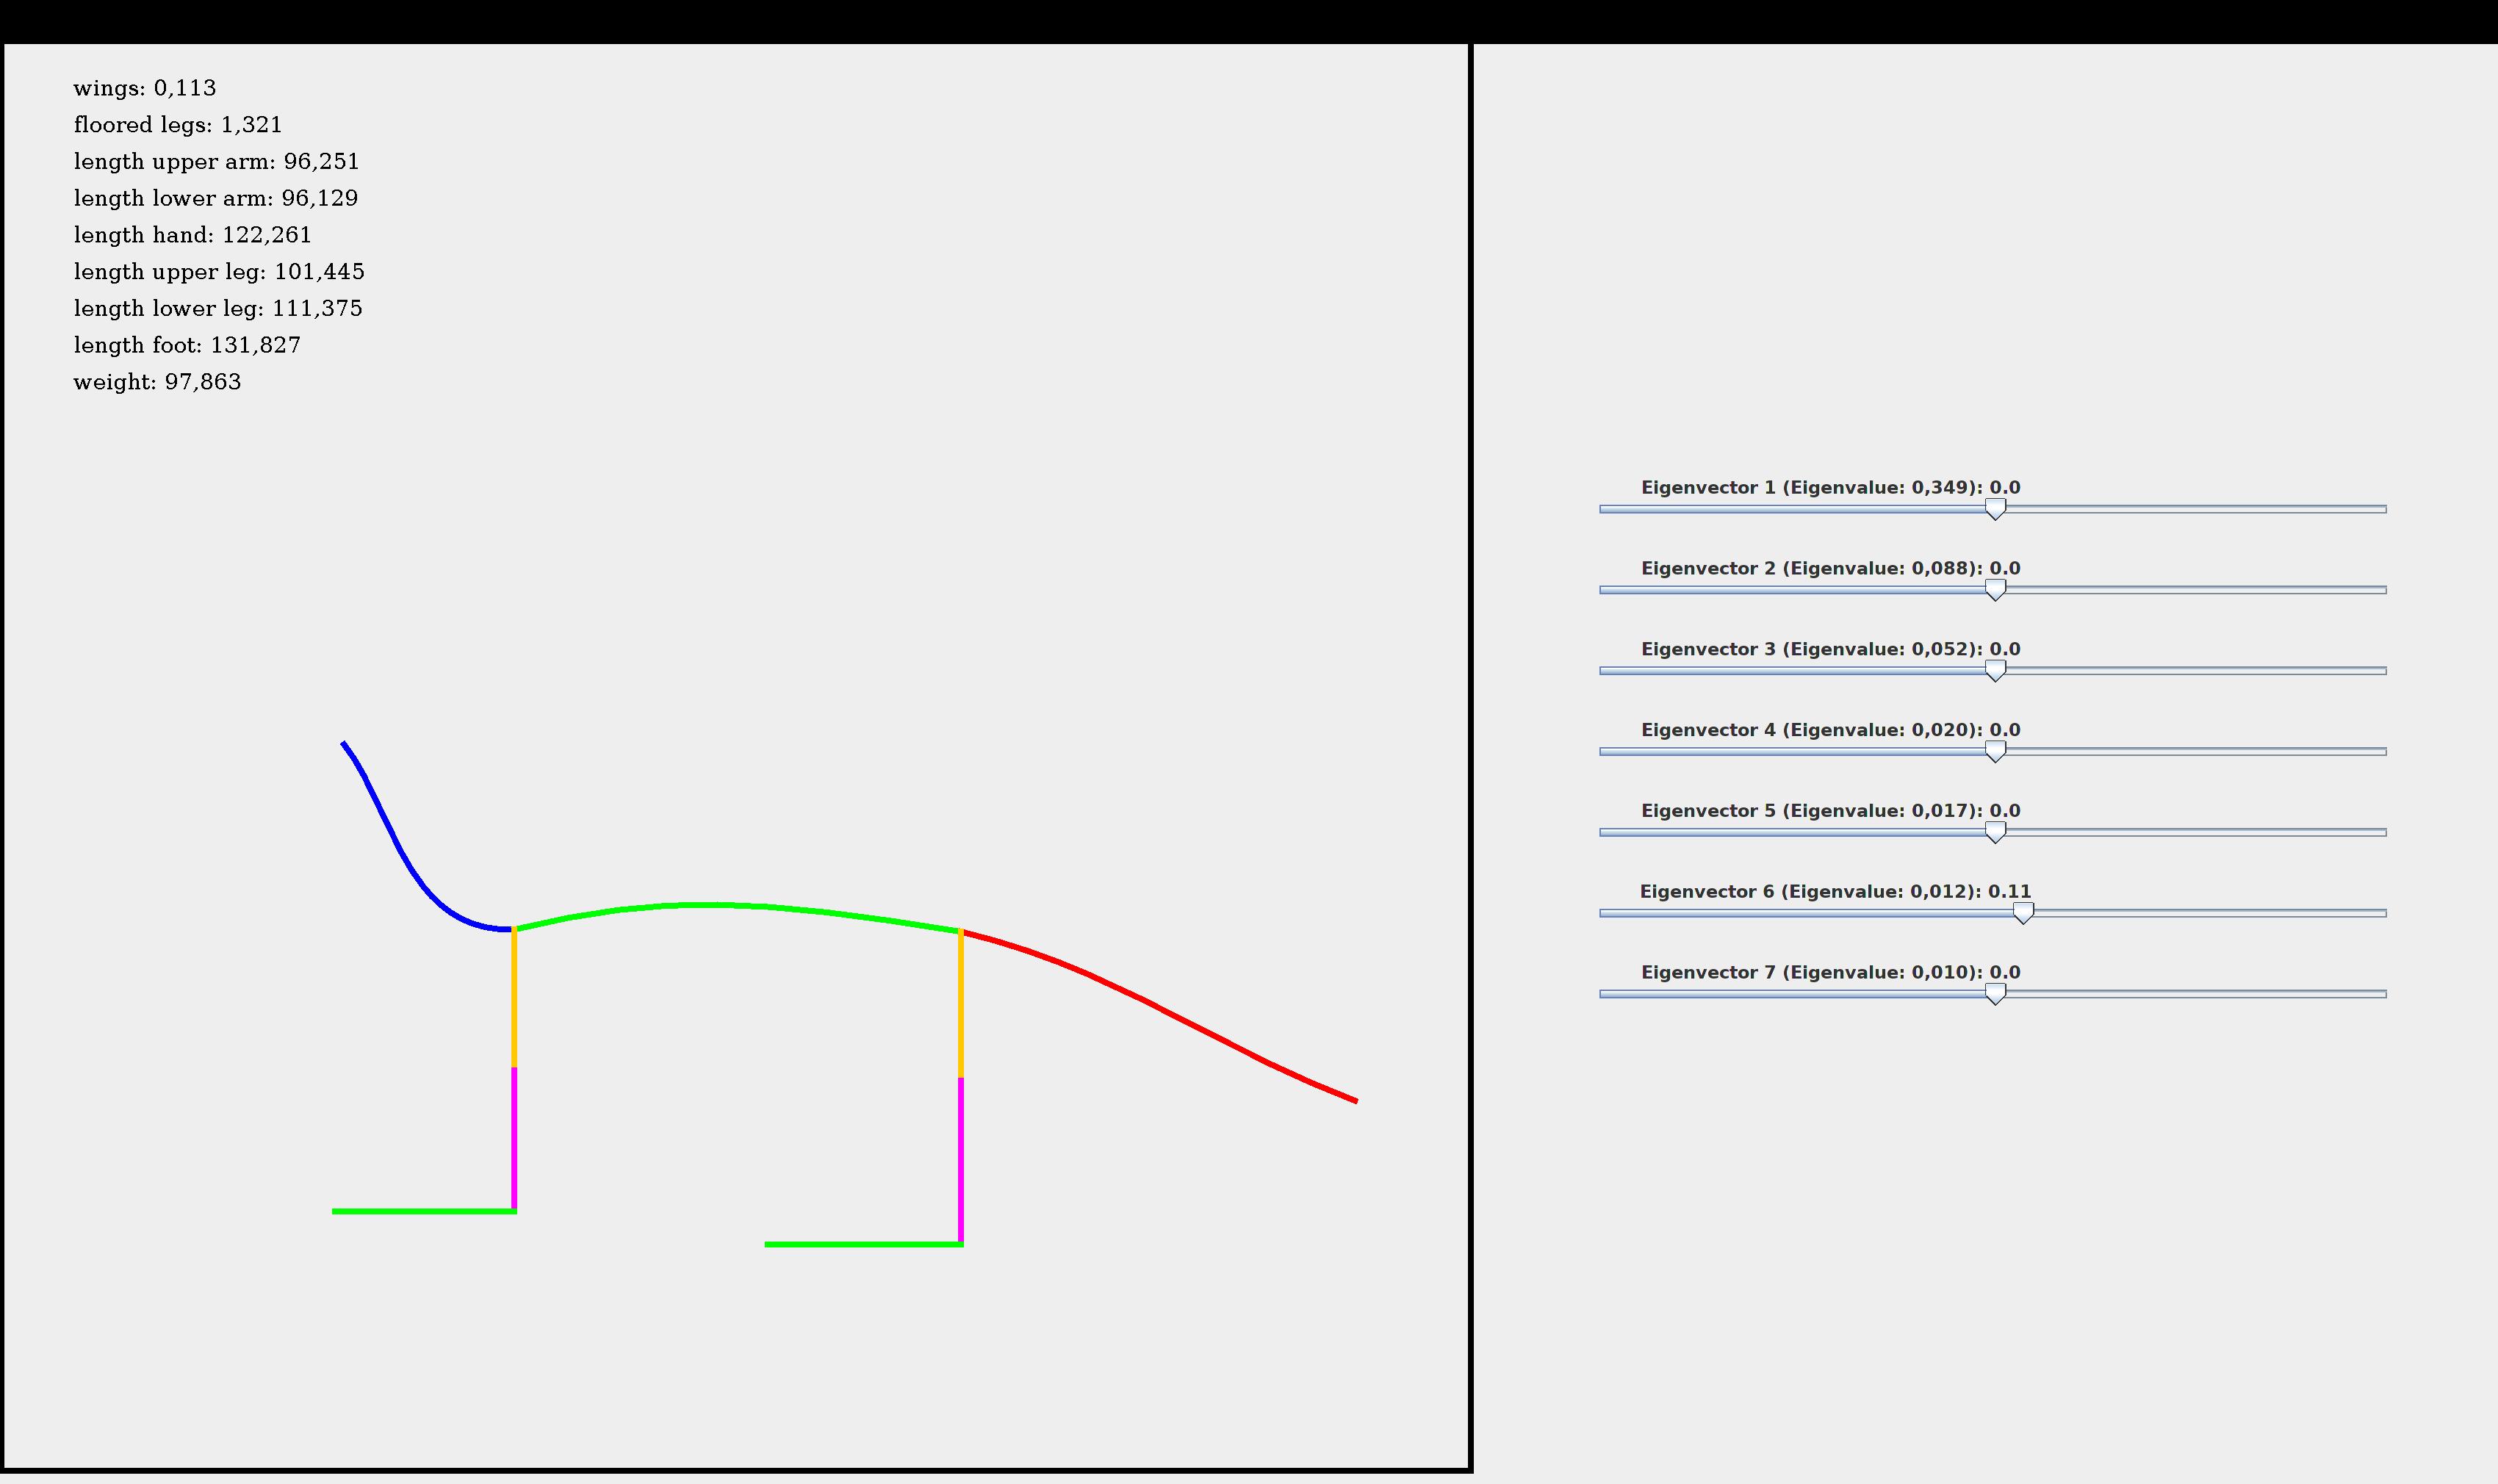 wings: 0,113
floored legs: 1,321
length upper arm: 96,251
length lower arm: 96,129
length hand: 122,261
length upper leg: 101,445
length lower leg: 111,375
length foot: 131,827
weight: 97,863
Eigenvector 1 (Eigenvalue: 0,349): 0.0
Eigenvector 2 (Eigenvalue: 0,088): 0.0
Eigenvector 3 (Eigenvalue: 0,052): 0.0
Eigenvector 4 (Eigenvalue: 0,020): 0.0
Eigenvector 5 (Eigenvalue: 0,017): 0.0
Eigenvector 6 (Eigenvalue: 0,012): 0.11
Eigenvector 7 (Eigenvalue: 0,010): 0.0